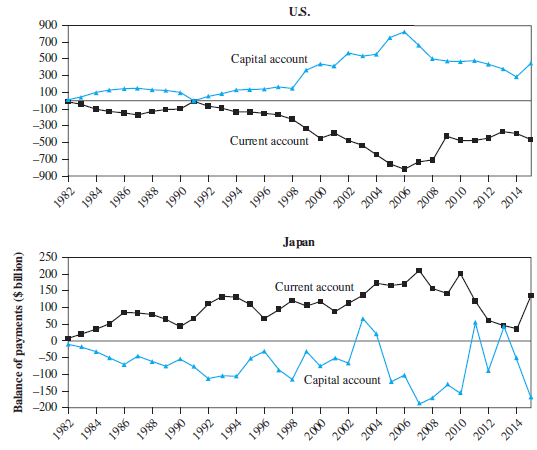 U.S.
900
700
500
300
100
–100
–300
–500
–700
–900
Capital account
Current account
1982 1984 1986 1988 1990 1992 1994 1996 1998 2000 2002 2004 2006 2008 2010 2012 2014
Japan
Balance of payments ($ billion)
250
200
150
100
50
0
–50
–100
–150
–200
Current account
Capital account
1982 1984 1986 1988 1990 1992 1994 1996 1998 2000 2002 2004 2006 2008 2010 2012 2014